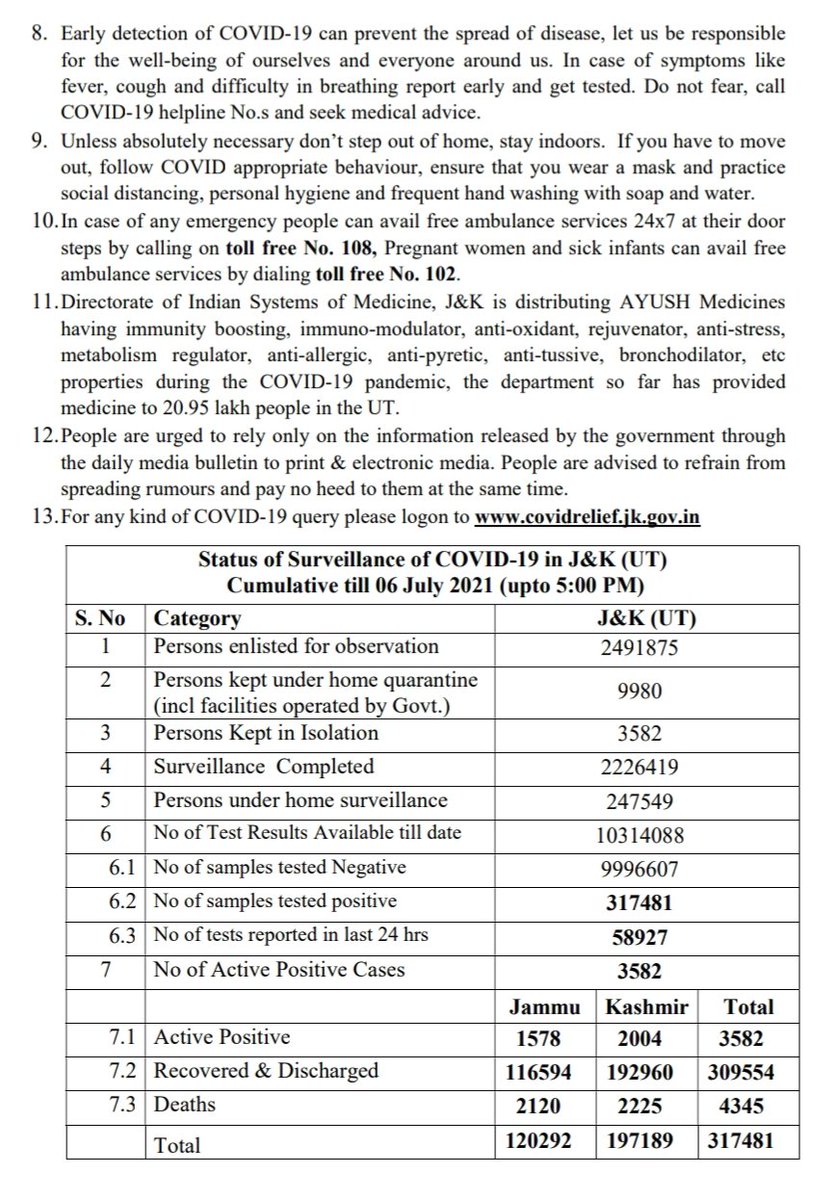 8. Early detection of COVID-19 can prevent the spread of disease, let us be responsible
for the well-being of ourselves and everyone around us. In case of symptoms like
fever, cough and difficulty in breathing report early and get tested. Do not fear, call
COVID-19 helpline No.s and seek medical advice.
9. Unless absolutely necessary don't step out of home, stay indoors. If you have to move
out, follow COVID appropriate behaviour, ensure that you wear a mask and practice
social distancing, personal hygiene and frequent hand washing with soap and water.
10. In case of any emergency people can avail free ambulance services 24x7 at their door
steps by calling on toll free No. 108, Pregnant women and sick infants can avail free
ambulance services by dialing toll free No. 102.
11. Directorate of Indian Systems of Medicine, J&K is distributing AYUSH Medicines
having immunity boosting, immuno-modulator, anti-oxidant, rejuvenator, anti-stress,
metabolism regulator, anti-allergic, anti-pyretic, anti-tussive, bronchodilator, etc
properties during the COVID-19 pandemic, the department so far has provided
medicine to 20.95 lakh people in the UT.
12. People are urged to rely only on the information released by the government through
the daily media bulletin to print & electronic media. People are advised to refrain from
spreading rumours and pay no heed to them at the same time.
13. For any kind of COVID-19 query please logon to www.covidrelief.jk.gov.in
Status of Surveillance of COVID-19 in J&K (UT)
Cumulative till 06 July 2021 (upto 5:00 PM)
S. No Category J&K (UT)
1 Persons enlisted for observation 2491875
2 Persons kept under home quarantine
(incl facilities operated by Govt.) 9980
3 Persons Kept in Isolation 3582
4 Surveillance Completed 2226419
5 Persons under home surveillance 247549
6 No of Test Results Available till date 10314088
6.1 No of samples tested Negative 9996607
6.2 No of samples tested positive 317481
6.3 No of tests reported in last 24 hrs 58927
7 No of Active Positive Cases 3582
Jammu Kashmir Total
7.1 Active Positive 1578 2004 3582
7.2 Recovered & Discharged 116594 192960 309554
7.3 Deaths 2120 2225 4345
Total 120292 197189 317481